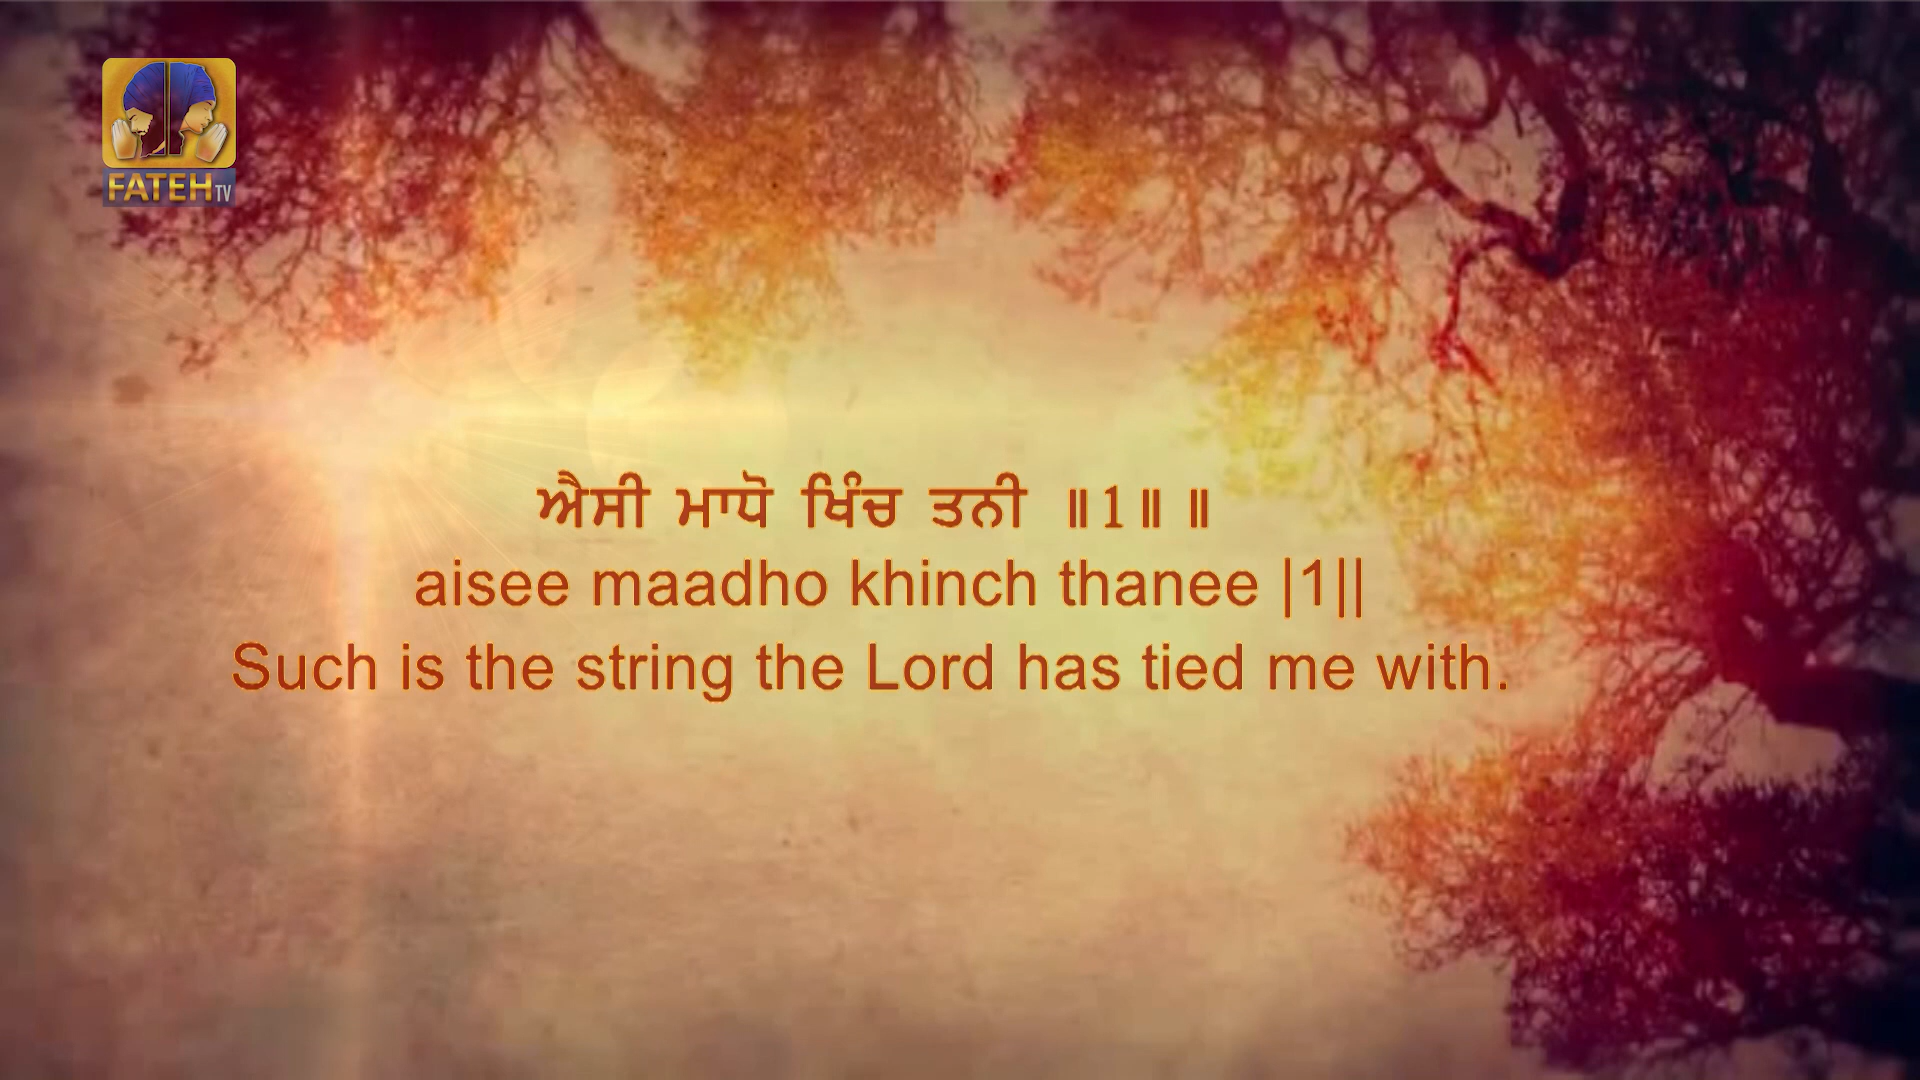 FATEH TV
ਐਸੀ ਮਾਧੋ ਖਿੰਚ ਤਨੀ ॥1॥ ॥
aisee maadho khinch thanee |1||
Such is the string the Lord has tied me with.